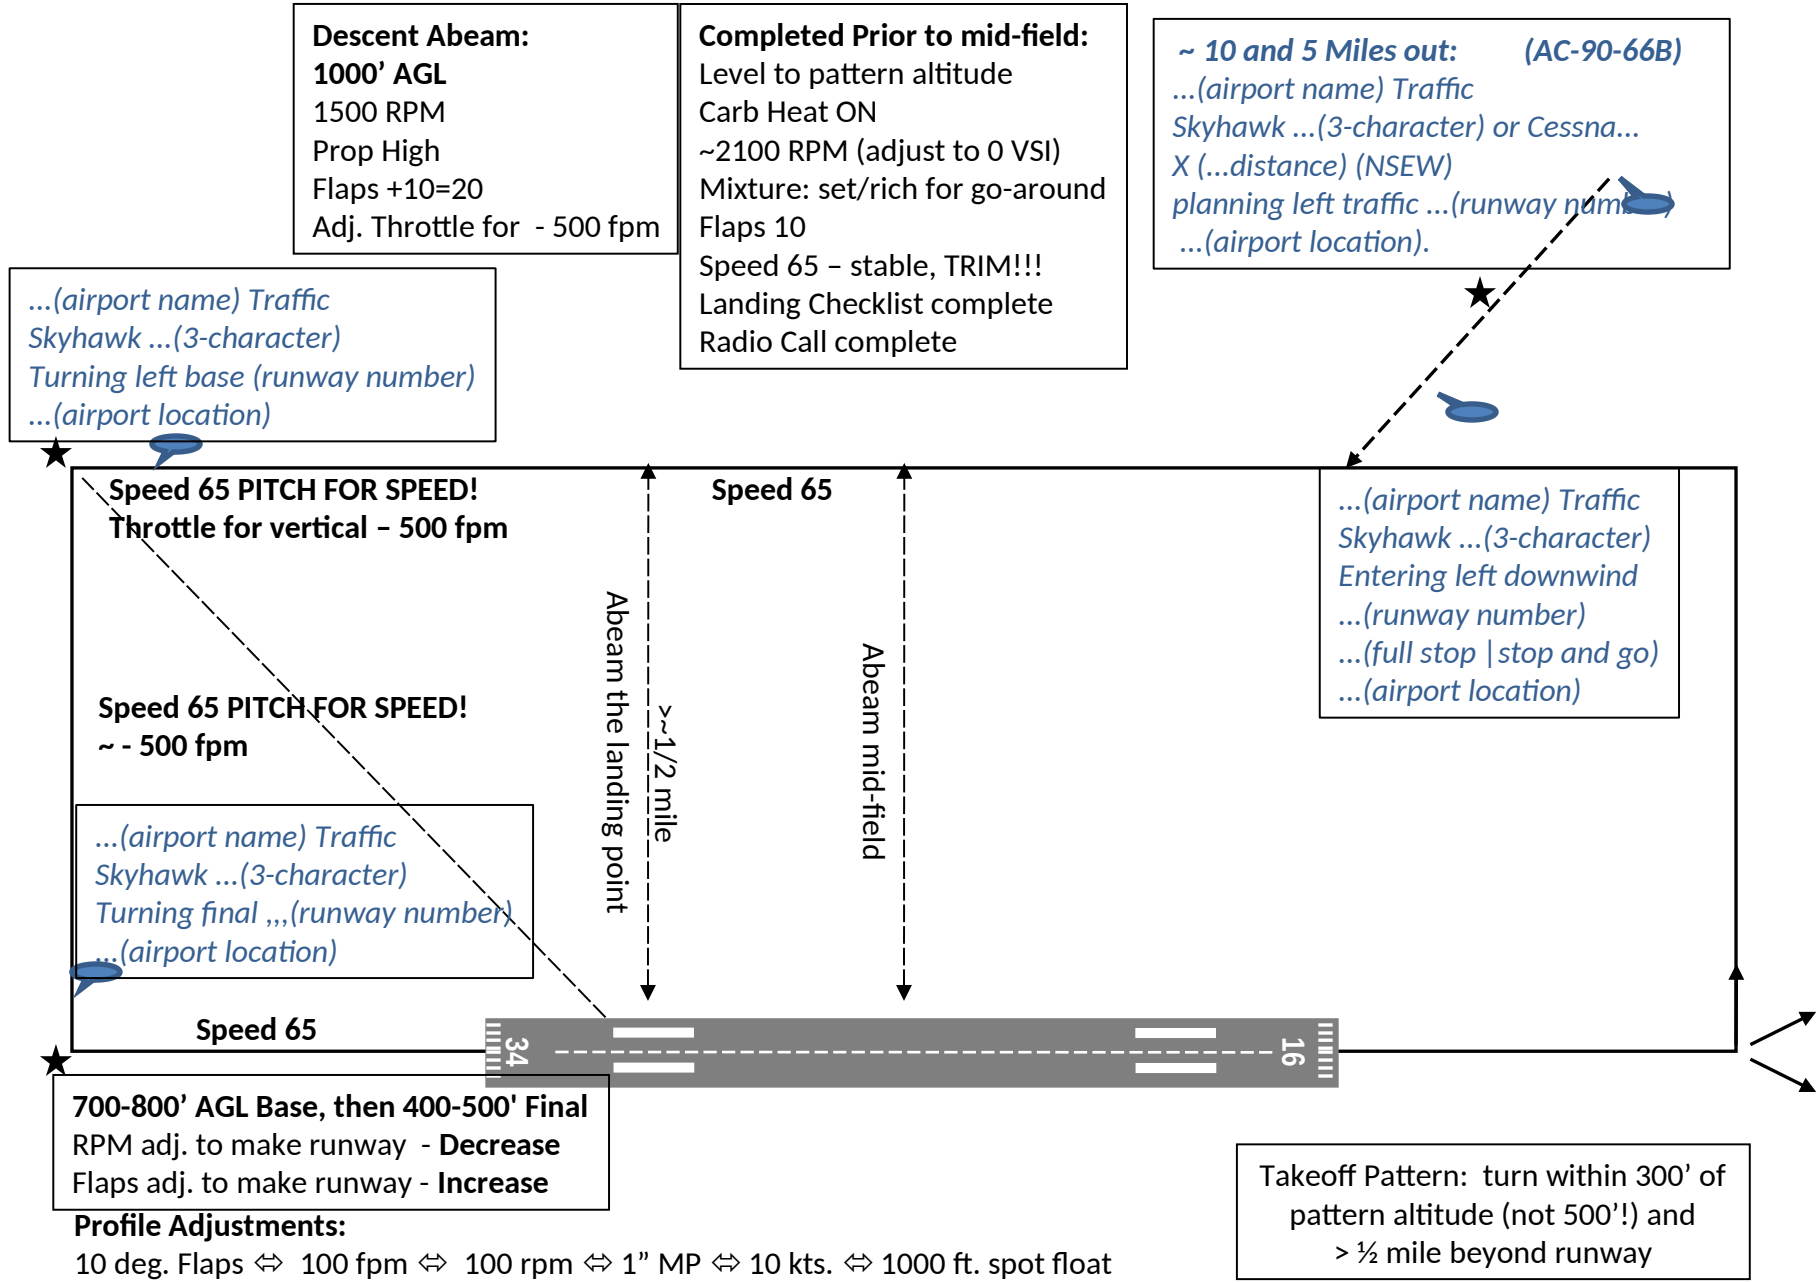 Descent Abeam:
1000’ AGL
1500 RPM
Prop High
Flaps +10=20
Adj. Throttle for - 500 fpm
Completed Prior to mid-field:
Level to pattern altitude
Carb Heat ON
~2100 RPM (adjust to 0 VSI)
Mixture: set/rich for go-around
Flaps 10
Speed 65 – stable, TRIM!!!
Landing Checklist complete
Radio Call complete
~ 10 and 5 Miles out: (AC-90-66B)
...(airport name) Traffic
Skyhawk ...(3-character) or Cessna...
X (...distance) (NSEW)
planning left traffic ...(runway number)
...(airport location).
...(airport name) Traffic
Skyhawk ...(3-character)
Turning left base (runway number)
...(airport location)
Speed 65 PITCH FOR SPEED!
Throttle for vertical – 500 fpm
Speed 65
...(airport name) Traffic
Skyhawk ...(3-character)
Entering left downwind
...(runway number)
...(full stop |stop and go)
...(airport location)
Abeam the landing point
>~1/2 mile
Abeam mid-field
Speed 65 PITCH FOR SPEED!
~ - 500 fpm
...(airport name) Traffic
Skyhawk ...(3-character)
Turning final ,,,(runway number)
...(airport location)
Speed 65
34
16
700-800’ AGL Base, then 400-500' Final
RPM adj. to make runway - Decrease
Flaps adj. to make runway - Increase
Profile Adjustments:
10 deg. Flaps ⬄ 100 fpm ⬄ 100 rpm ⬄ 1” MP ⬄ 10 kts. ⬄ 1000 ft. spot float
Takeoff Pattern: turn within 300’ of
pattern altitude (not 500’!) and
> ½ mile beyond runway